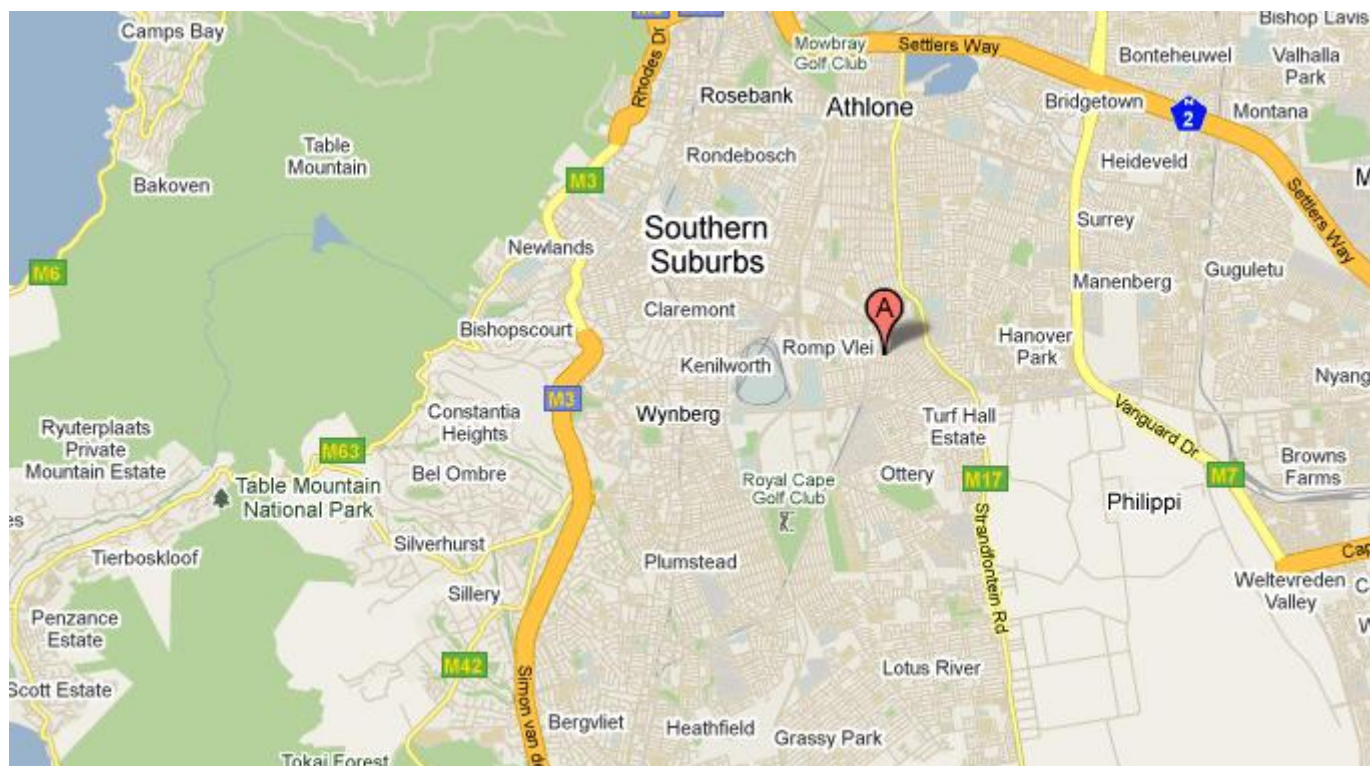 Bishop Lavis
Camps Bay
Mowbray
Golf Club
Settlers Way
Bonteheuwel
Valhalla
Park
Rhodes Dr
Rosebank
Athlone
Bridgetown
N
2
Montana
Table
Mountain
Rondebosch
Heideveld
Bakoven
M3
M
Southern
Suburbs
Surrey
Settlers Way
Newlands
M6
Guguletu
Manenberg
Claremont
A
Bishopscourt
Hanover
Park
Romp Vlei
Kenilworth
Nyang
M3
Constantia
Heights
Wynberg
Turf Hall
Estate
Vanguard Dr
Ryuterplaats
Private
Mountain Estate
M63
Bel Ombre
Royal Cape
Golf Club
Ottery
M17
M7
Browns
Farms
Table Mountain
National Park
Philippi
es
Tierboskloof
Silverhurst
Plumstead
Strandfontein Rd
Cap
Sillery
Weltevreden
Valley
C
Penzance
Estate
W
M42
Lotus River
Scott Estate
Simon van de
Bergvliet
Heathfield
Grassy Park
Tokai Forest